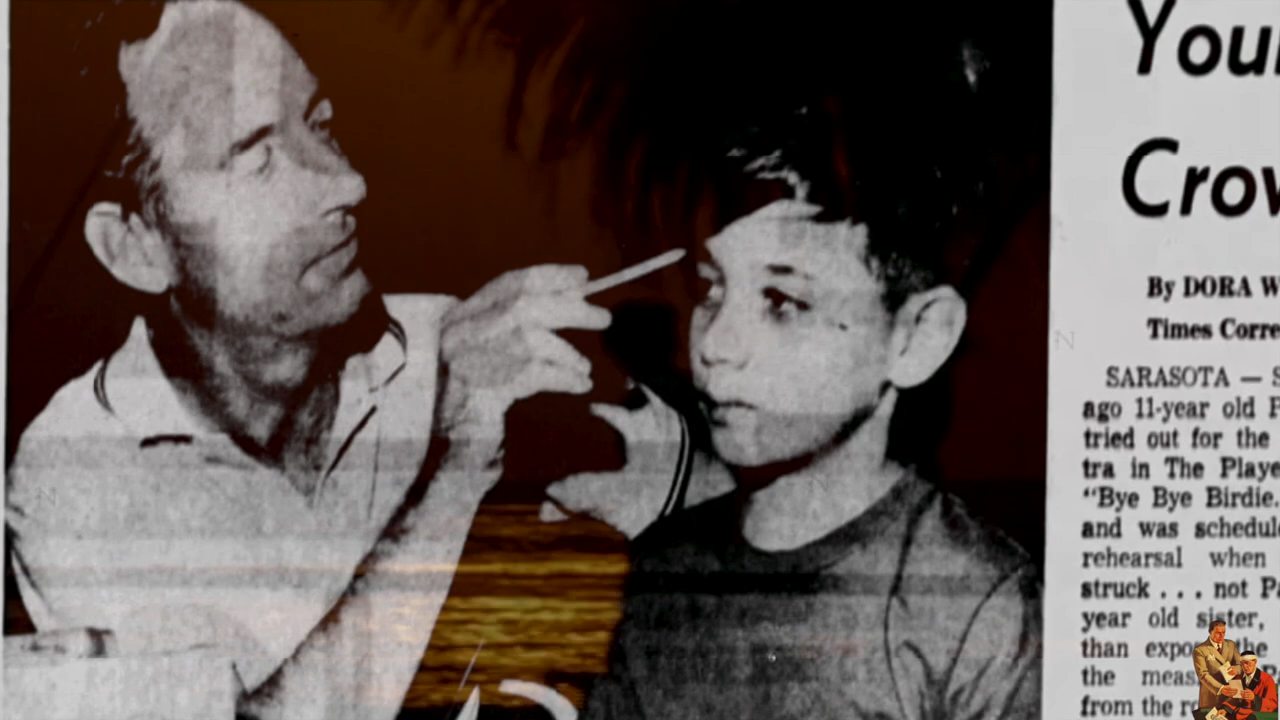 Your
Crow
By DORA W
Times Corre
SARASOTA — S
ago 11-year old
tried out for the
tra in The Playe
“Bye Bye Birdie.
and was schedul
rehearsal when
struck . . . not Pa
year old sister,
than expo the
the meas
from the